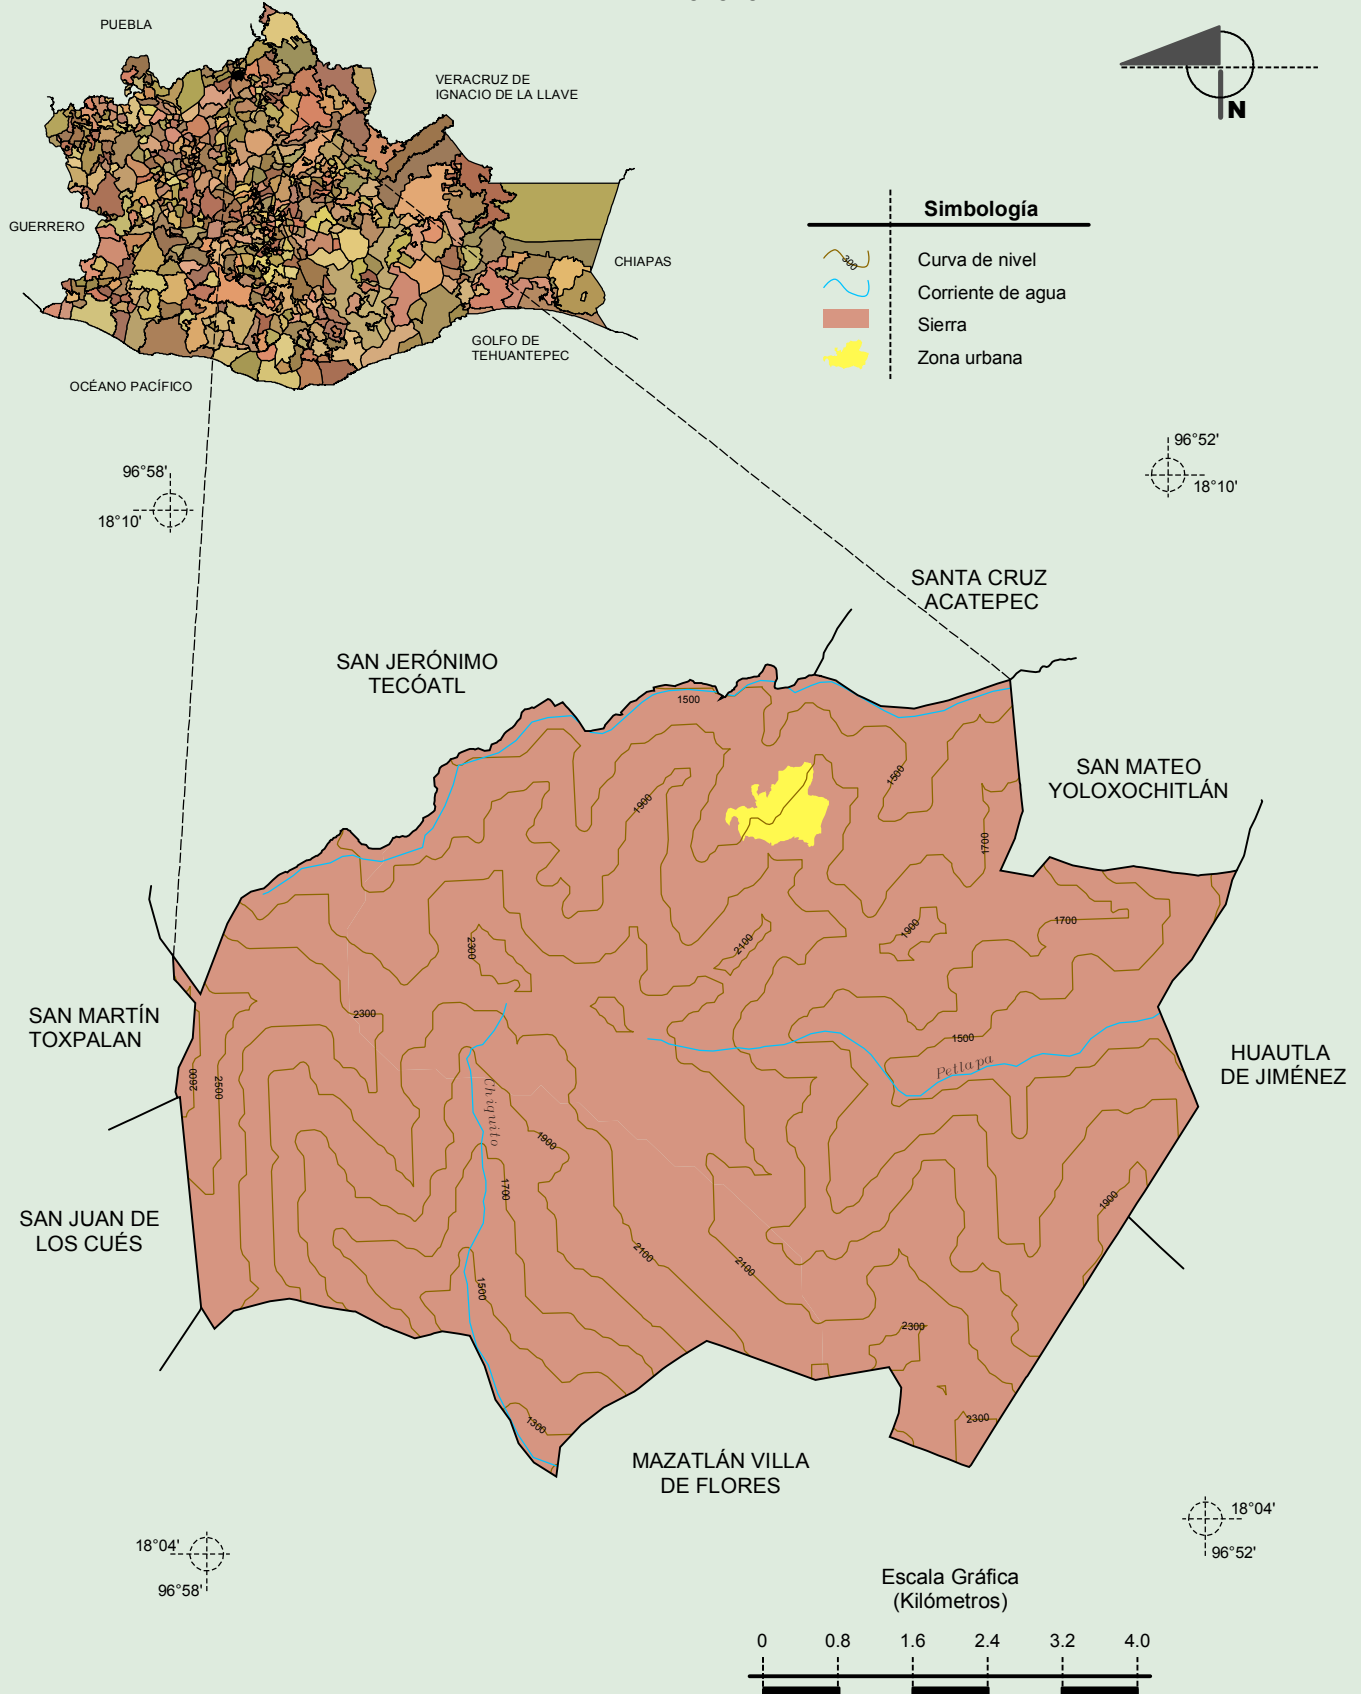 PUEBLA
VERACRUZ DE
IGNACIO DE LA LLAVE
GUERRERO
CHIAPAS
GOLFO DE
TEHUANTEPEC
OCÉANO PACÍFICO
N
Simbología
300
Curva de nivel
Corriente de agua
Sierra
Zona urbana
96°58'
18°10'
96°52'
18°10'
SANTA CRUZ
ACATEPEC
SAN JERÓNIMO
TECÓATL
SAN MATEO
YOLOXOCHITLÁN
1500
1500
1900
1700
1700
1900
2100
2300
2300
SAN MARTÍN
TOXPALAN
1500
Petlapa
HUAUTLA
DE JIMÉNEZ
2600
2500
Chiquito
1900
1700
1900
SAN JUAN DE
LOS CUÉS
2100
2100
1500
2300
2300
1300
MAZATLÁN VILLA
DE FLORES
18°04'
96°58'
18°04'
96°52'
Escala Gráfica
(Kilómetros)
0 0.8 1.6 2.4 3.2 4.0